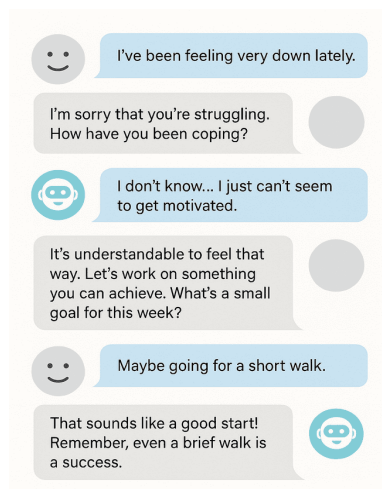 I've been feeling very down lately.
I'm sorry that you're struggling.
How have you been coping?
I don't know... I just can't seem
to get motivated.
It's understandable to feel that
way. Let's work on something
you can achieve. What's a small
goal for this week?
Maybe going for a short walk.
That sounds like a good start!
Remember, even a brief walk is
a success.